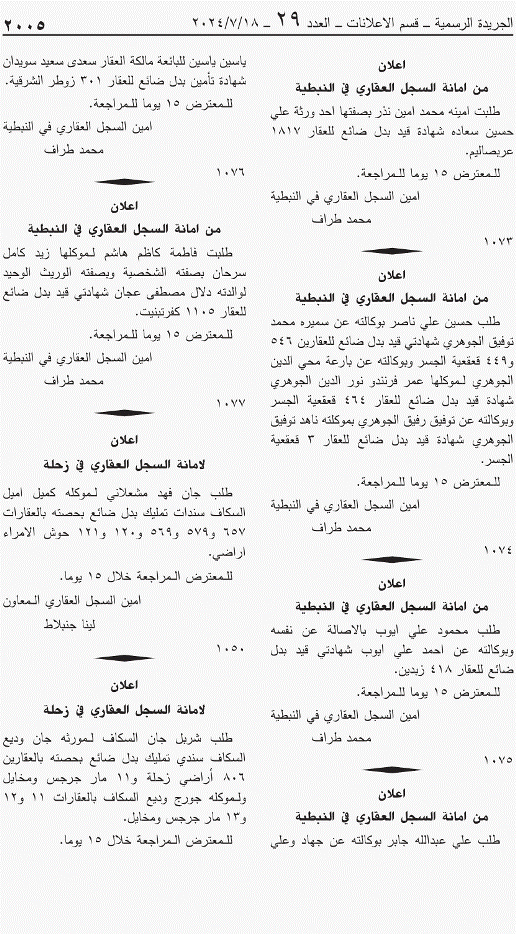 الجريدة الرسمية – قسم الاعلانات – العدد ٢٩ – ٢٠٢٤/٧/١٨
٢٠٠٥
اعلان
من امانة السجل العقاري في النبطية
طلبت امينه محمد امين نذر بصفتها احد ورثة علي
حسين سعاده شهادة قيد بدل ضائع للعقار ١٨١٧
عربصاليم.
للمعترض ١٥ يوما للمراجعة.
امين السجل العقاري في النبطية
محمد طراف
١٠٧٣
اعلان
من امانة السجل العقاري في النبطية
طلب حسين علي ناصر بوكالته عن سميره محمد
توفيق الجوهري شهادتي قيد بدل ضائع للعقارين ٥٤٦
و٤٤٩ قعقعية الجسر وبوكالته عن بارعة محي الدين
الجوهري لموكلها عمر فرنندو نور الدين الجوهري
شهادة قيد بدل ضائع للعقار ٤٦٤ قعقعية الجسر
وبوكالته عن توفيق رفيق الجوهري بموكلته ناهد توفيق
الجوهري شهادة قيد بدل ضائع للعقار ٣ قعقعية
الجسر.
للمعترض ١٥ يوما للمراجعة.
امين السجل العقاري في النبطية
محمد طراف
١٠٧٤
اعلان
من امانة السجل العقاري في النبطية
طلب محمود علي ايوب بالاصالة عن نفسه
وبوكالته عن احمد علي ايوب شهادتي قيد بدل
ضائع للعقار ٤١٨ زبدين.
للمعترض ١٥ يوما للمراجعة.
امين السجل العقاري في النبطية
محمد طراف
١٠٧٥
اعلان
من امانة السجل العقاري في النبطية
طلب علي عبدالله جابر بوكالته عن جهاد وعلي
ياسين ياسين للبائعة مالكة العقار سعدى سعيد سويدان
شهادة تأمين بدل ضائع للعقار ٣٠١ زوطر الشرقية.
للمعترض ١٥ يوما للمراجعة.
امين السجل العقاري في النبطية
محمد طراف
١٠٧٦
اعلان
من امانة السجل العقاري في النبطية
طلبت فاطمة كاظم هاشم لموكلها زيد كامل
سرحان بصفته الشخصية وبصفته الوريث الوحيد
لوالدته دلال مصطفى عجان شهادتي قيد بدل ضائع
للعقار ١١٠٥ كفرتبنيت.
للمعترض ١٥ يوما للمراجعة.
امين السجل العقاري في النبطية
محمد طراف
١٠٧٧
اعلان
لامانة السجل العقاري في زحلة
طلب جان فهد مشعلاني لموكله كميل اميل
السكاف سندات تمليك بدل ضائع بحصته بالعقارات
٦٥٧ و٥٧٩ و٥٦٩ و١٢٠ و١٢١ حوش الامراء
اراضي.
للمعترض المراجعة خلال ١٥ يوما.
امين السجل العقاري المعاون
لينا جنبلاط
١٠٥٠
اعلان
لامانة السجل العقاري في زحلة
طلب شربل جان السكاف لمورثه جان وديع
السكاف سندي تمليك بدل ضائع بحصته بالعقارين
٨٠٦ أراضي زحلة و١١ مار جرجس ومخايل
ولموكله جورج وديع السكاف بالعقارات ١١ و١٢
و١٣ مار جرجس ومخايل.
للمعترض المراجعة خلال ١٥ يوما.